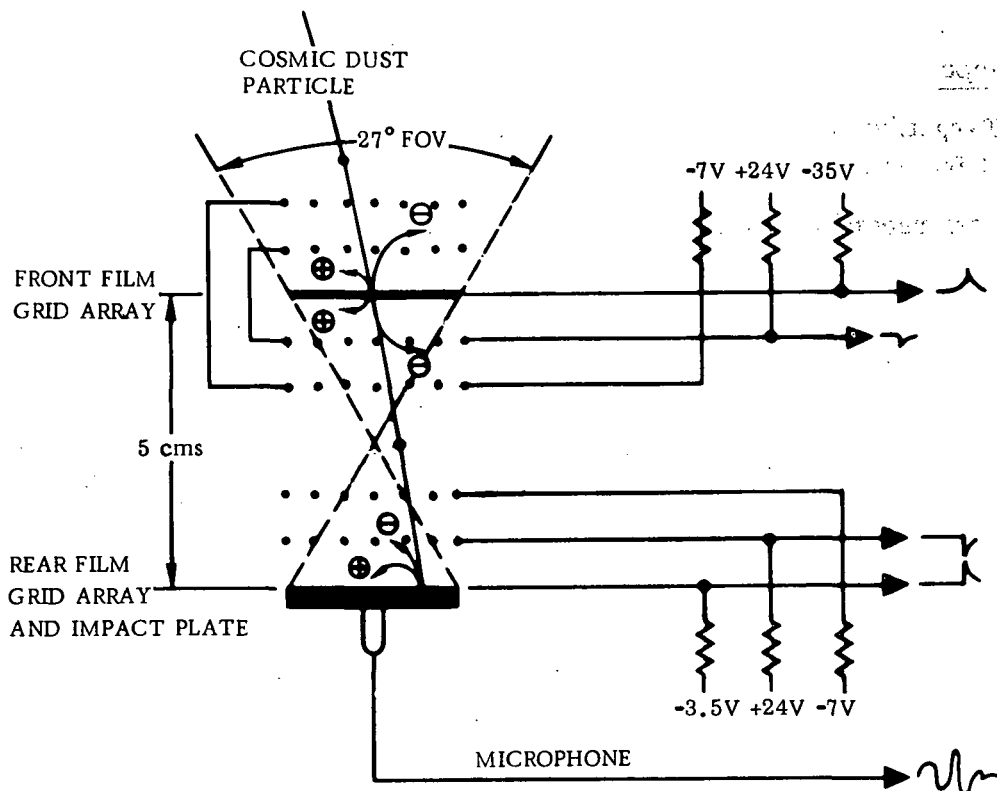 COSMIC DUST
PARTICLE
27° FOV
-7V +24V -35V
FRONT FILM
GRID ARRAY
5 cms
REAR FILM
GRID ARRAY
AND IMPACT PLATE
-3.5V +24V -7V
MICROPHONE